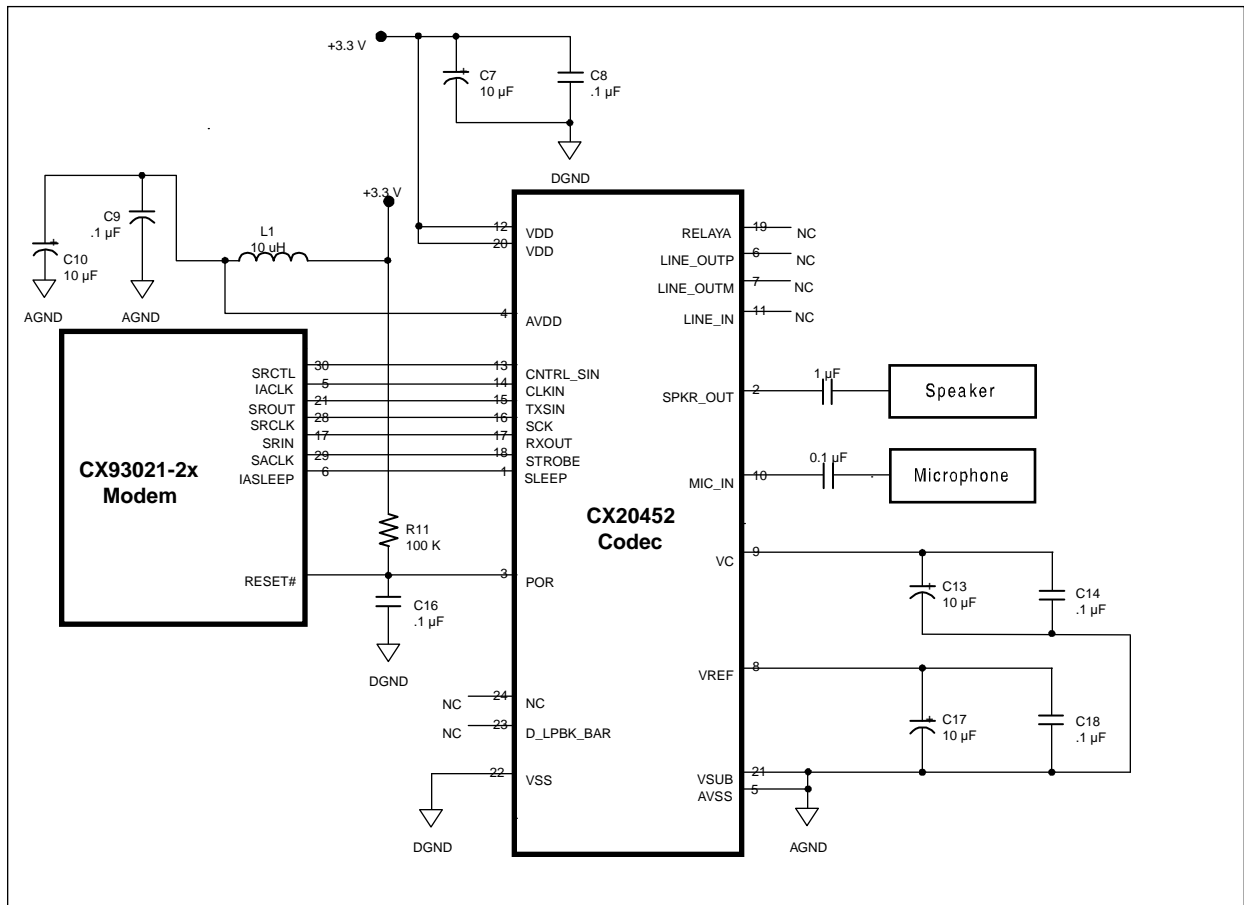 +3.3 V
C7
10 µF
C8
.1 µF
DGND
+3.3 V
C9
.1 µF
L1
10 uH
C10
10 µF
AGND
AGND
12
VDD
20
VDD
4
AVDD
RELAYA
19
NC
LINE_OUTP
6
NC
LINE_OUTM
7
NC
LINE_IN
11
NC
SRCTL
30
13
CNTRL_SIN
IACLK
5
14
CLKIN
SROUT
21
15
TXSIN
SRCLK
28
16
SCK
SRIN
17
17
RXOUT
SACLK
29
18
STROBE
IASLEEP
6
1
SLEEP
CX93021-2x
Modem
SPKR_OUT
2
1 µF
Speaker
MIC_IN
10
0.1 µF
Microphone
CX20452
Codec
R11
100 K
RESET#
3
POR
C16
.1 µF
DGND
VC
9
C13
10 µF
C14
.1 µF
VREF
8
C17
10 µF
C18
.1 µF
NC
24
NC
NC
23
D_LPBK_BAR
22
VSS
DGND
VSUB
21
AVSS
5
AGND